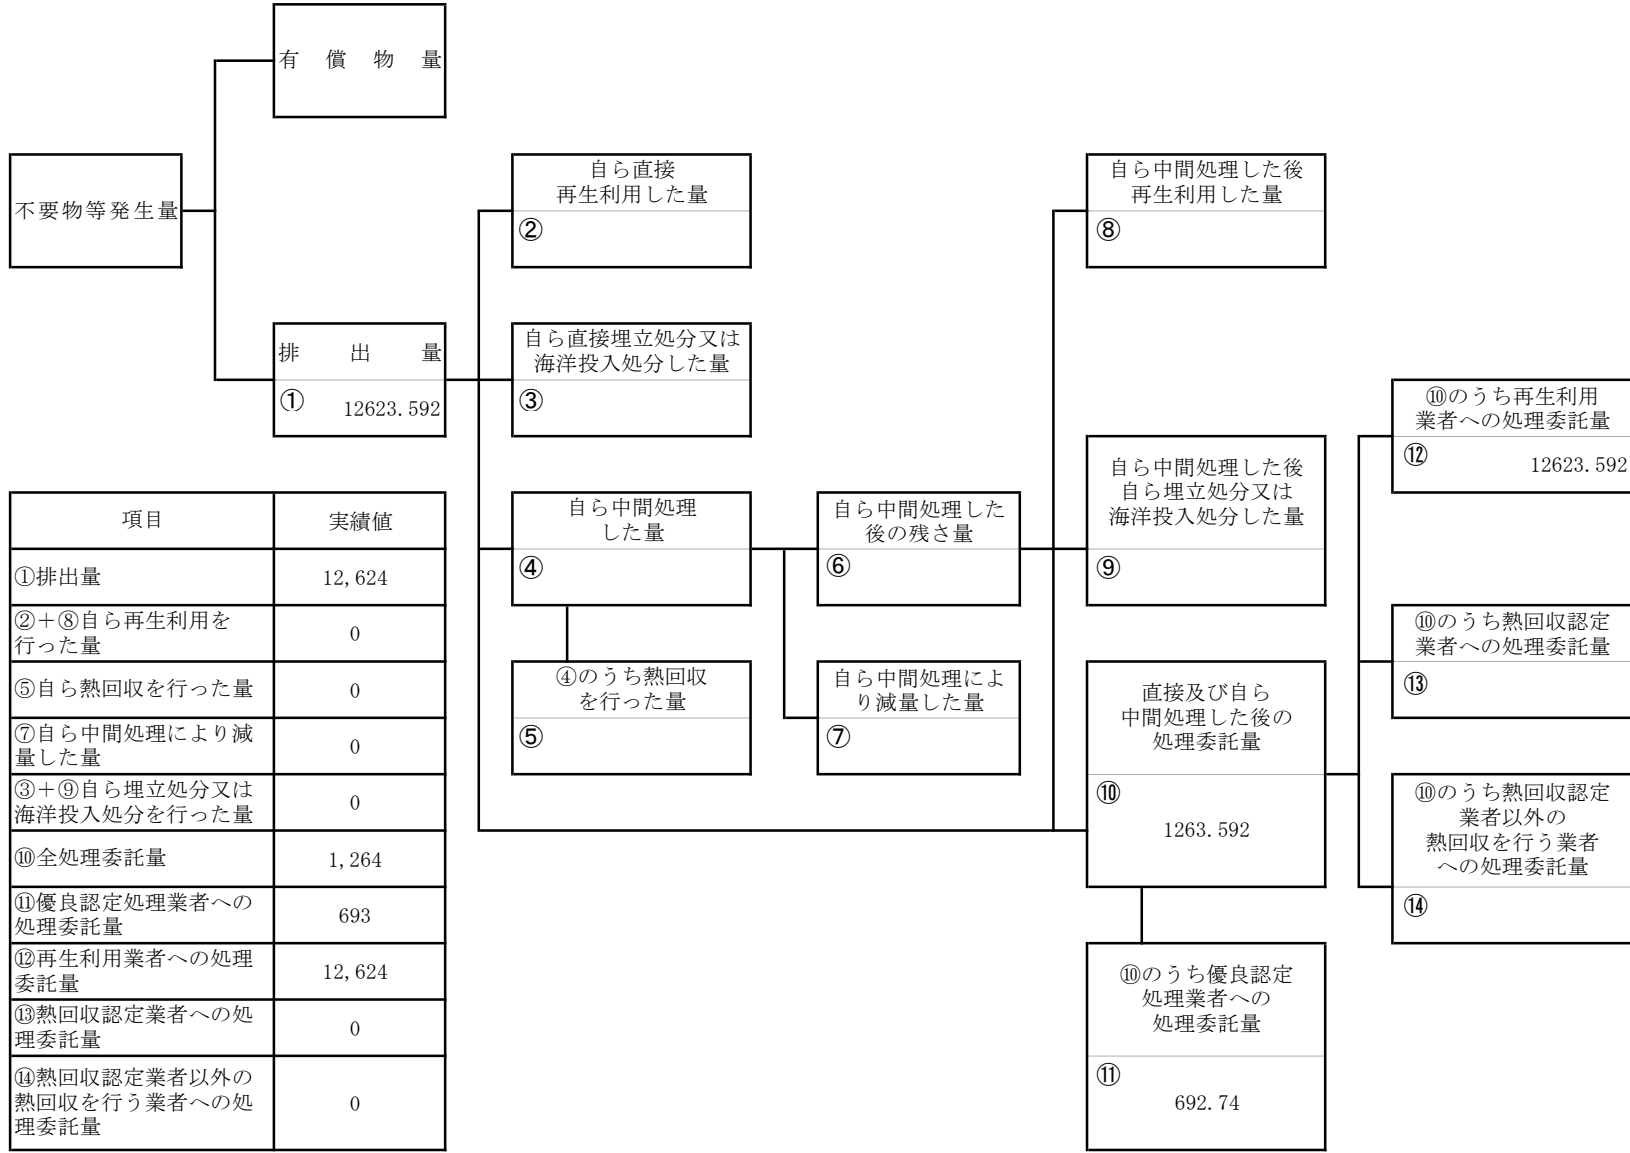 有償物量
不要物等発生量
排出量
① 12623.592
自ら直接
再生利用した量
②
自ら直接埋立処分又は
海洋投入処分した量
③
自ら中間処理
した量
④
④のうち熱回収
を行った量
⑤
自ら中間処理した
後の残さ量
⑥
自ら中間処理によ
り減量した量
⑦
自ら中間処理した後
再生利用した量
⑧
自ら中間処理した後
自ら埋立処分又は
海洋投入処分した量
⑨
直接及び自ら
中間処理した後の
処理委託量
⑩
1263.592
⑩のうち優良認定
処理業者への
処理委託量
⑪
692.74
⑩のうち再生利用
業者への処理委託量
⑫ 12623.592
⑩のうち熱回収認定
業者への処理委託量
⑬
⑩のうち熱回収認定
業者以外の
熱回収を行う業者
への処理委託量
⑭
項目 実績値
①排出量 12,624
②＋⑧自ら再生利用を
行った量 0
⑤自ら熱回収を行った量 0
⑦自ら中間処理により減
量した量 0
③＋⑨自ら埋立処分又は
海洋投入処分を行った量 0
⑩全処理委託量 1,264
⑪優良認定処理業者への
処理委託量 693
⑫再生利用業者への処理
委託量 12,624
⑬熱回収認定業者への処
理委託量 0
⑭熱回収認定業者以外の
熱回収を行う業者への処
理委託量 0